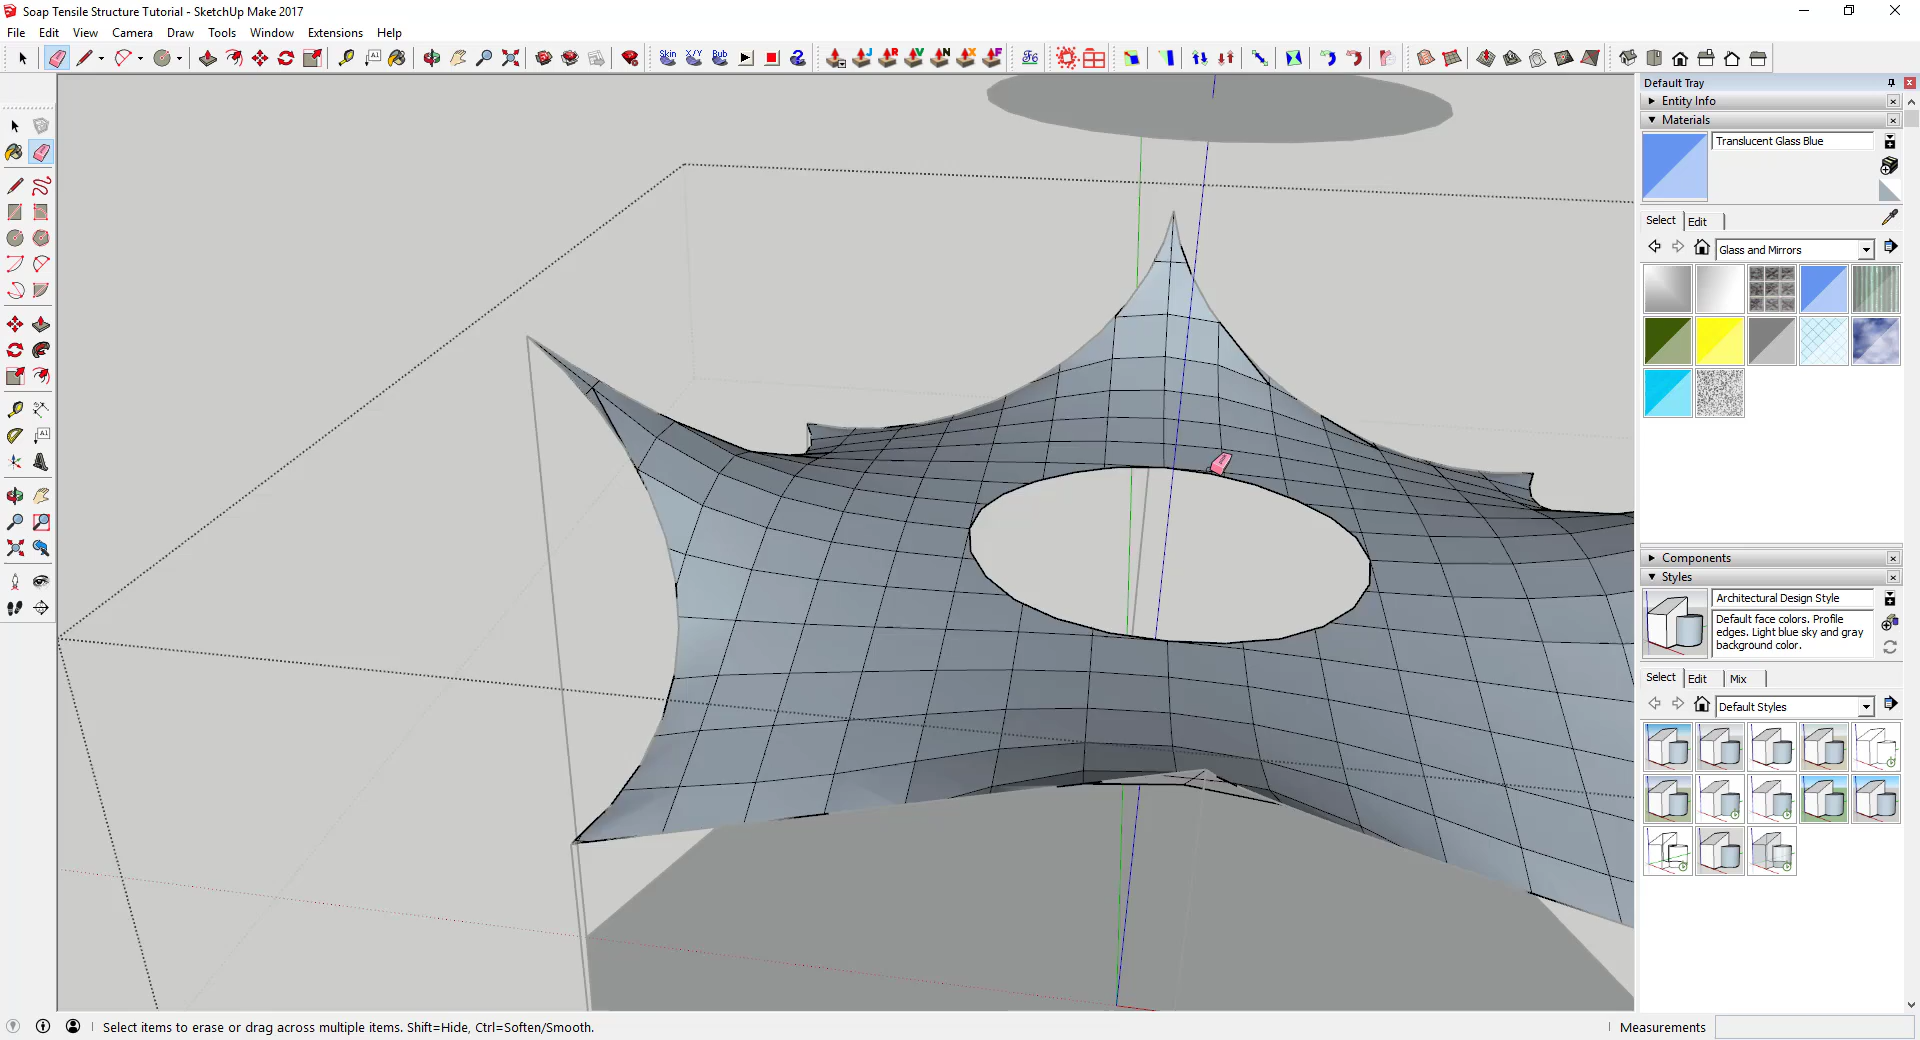 Soap Tensile Structure Tutorial - SketchUp Make 2017
File Edit View Camera Draw Tools Window Extensions Help
Skin X/Y Bub
J R V N X F
Default Tray
Entity Info
Materials
Translucent Glass Blue
Select Edit
Glass and Mirrors
Components
Styles
Architectural Design Style
Default face colors. Profile
edges. Light blue sky and gray
background color.
Select Edit Mix
Default Styles
Select items to erase or drag across multiple items. Shift=Hide, Ctrl=Soften/Smooth.
Measurements